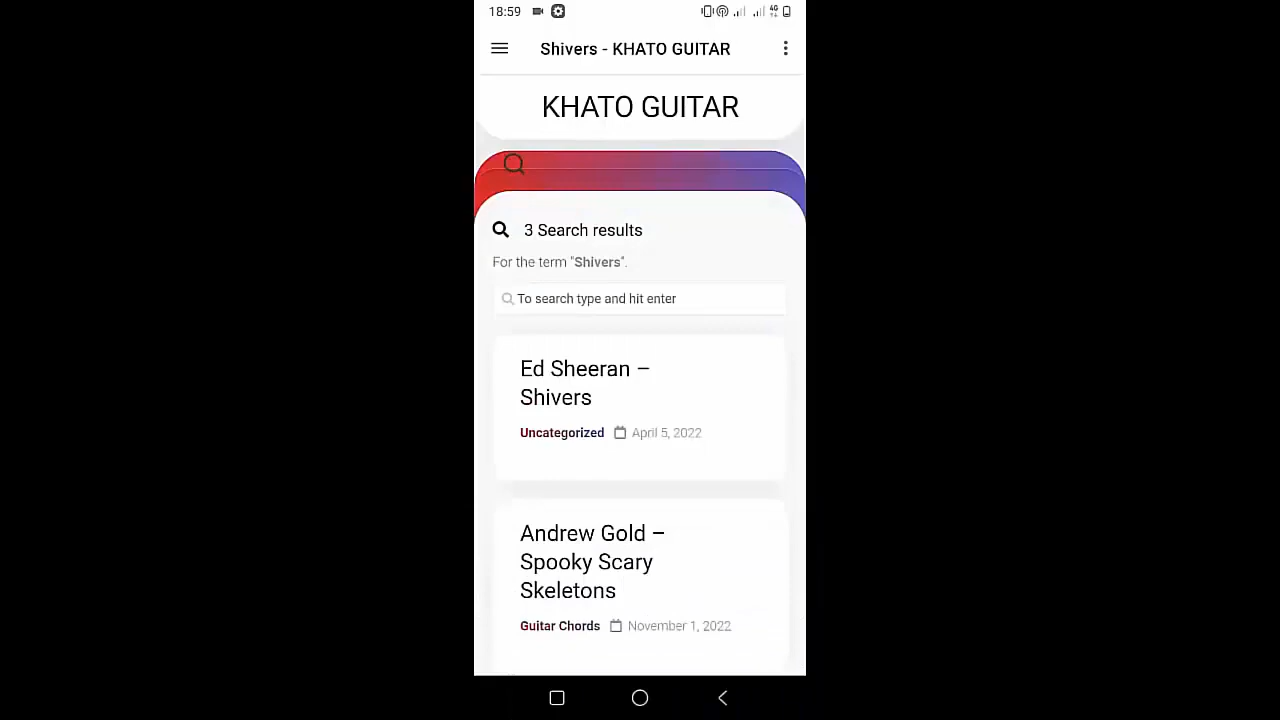 18:59
4G
Shivers - KHATO GUITAR
KHATO GUITAR
3 Search results
For the term "Shivers".
To search type and hit enter
Ed Sheeran –
Shivers
Uncategorized April 5, 2022
Andrew Gold –
Spooky Scary
Skeletons
Guitar Chords November 1, 2022